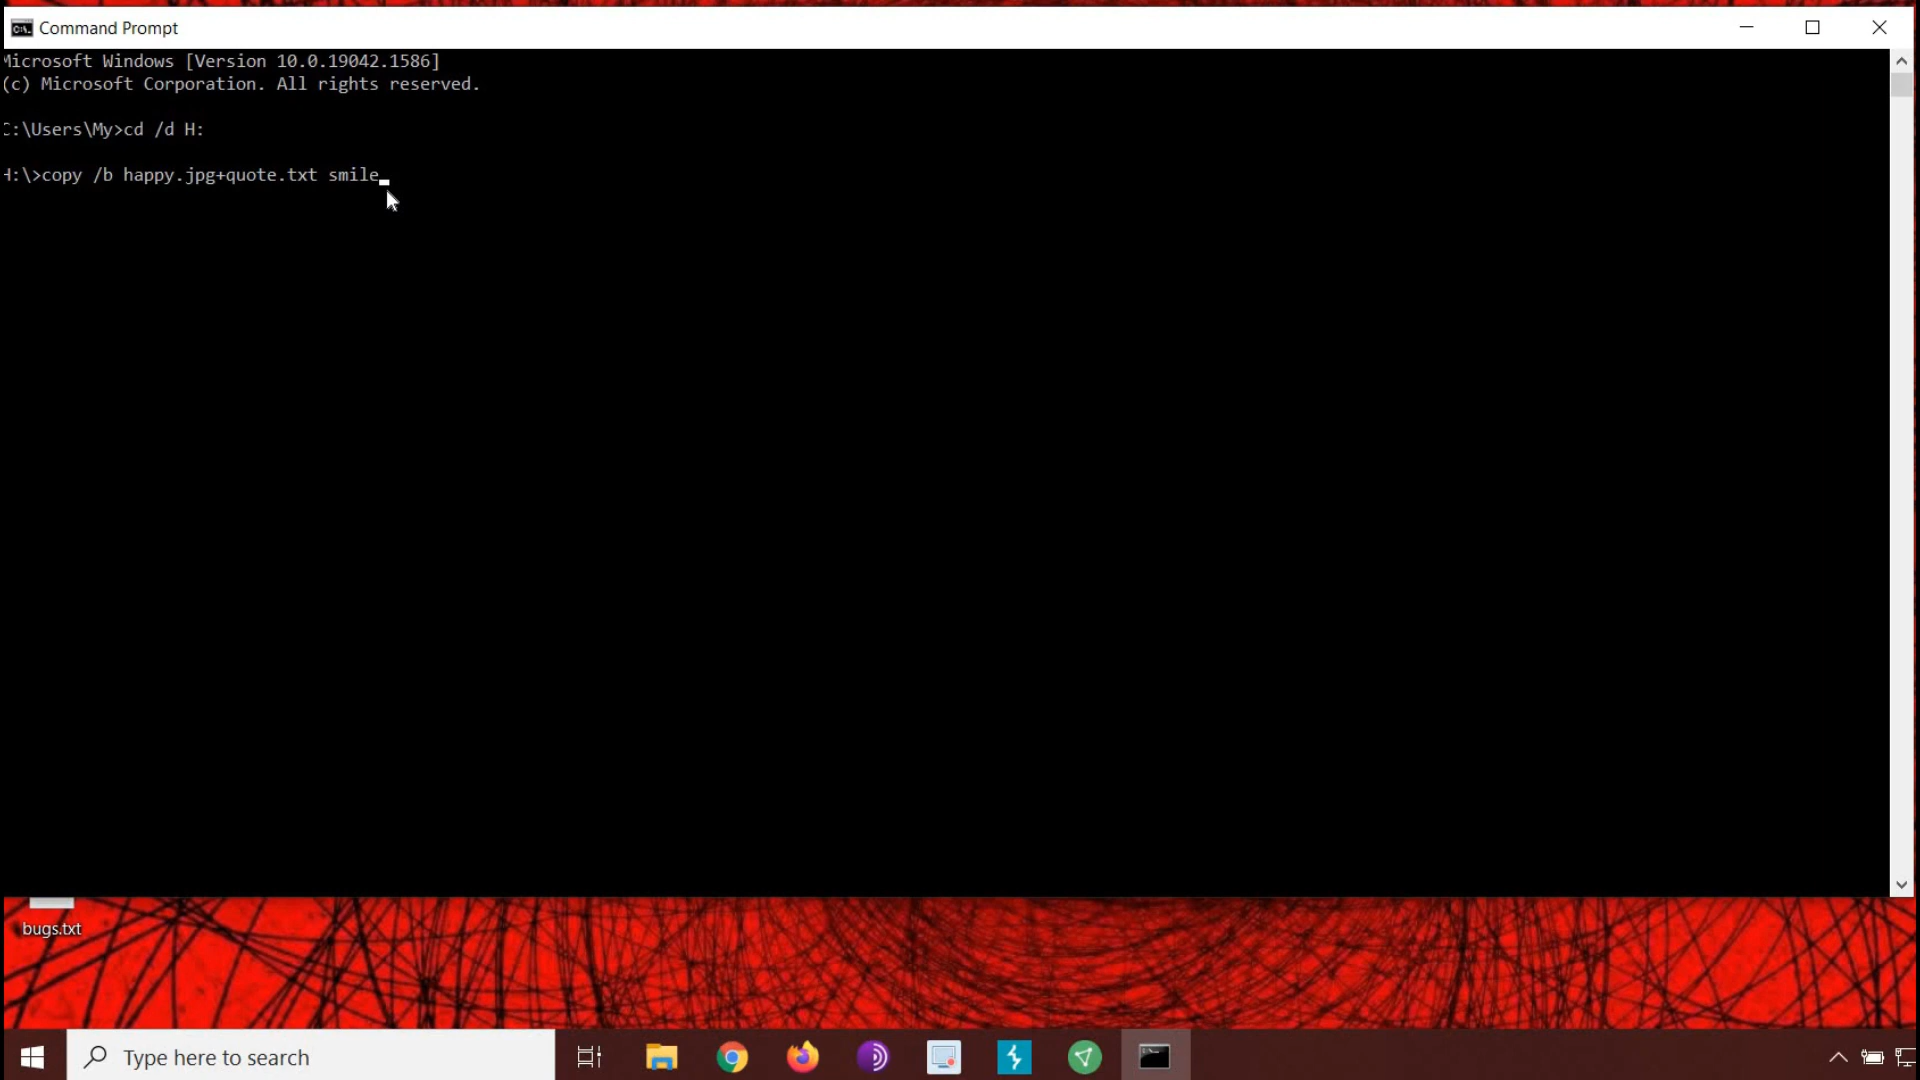 Command Prompt
Microsoft Windows [Version 10.0.19042.1586]
(c) Microsoft Corporation. All rights reserved.
C:\Users\My>cd /d H:
H:\>copy /b happy.jpg+quote.txt smile
bugs.txt
Type here to search